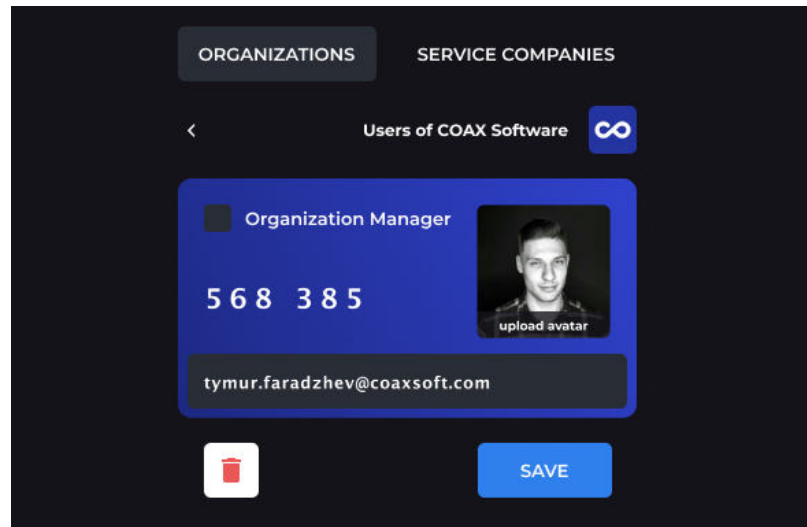 ORGANIZATIONS
SERVICE COMPANIES
Users of COAX Software
Organization Manager
568 385
upload avatar
tymur.faradzhev@coaxsoft.com
SAVE